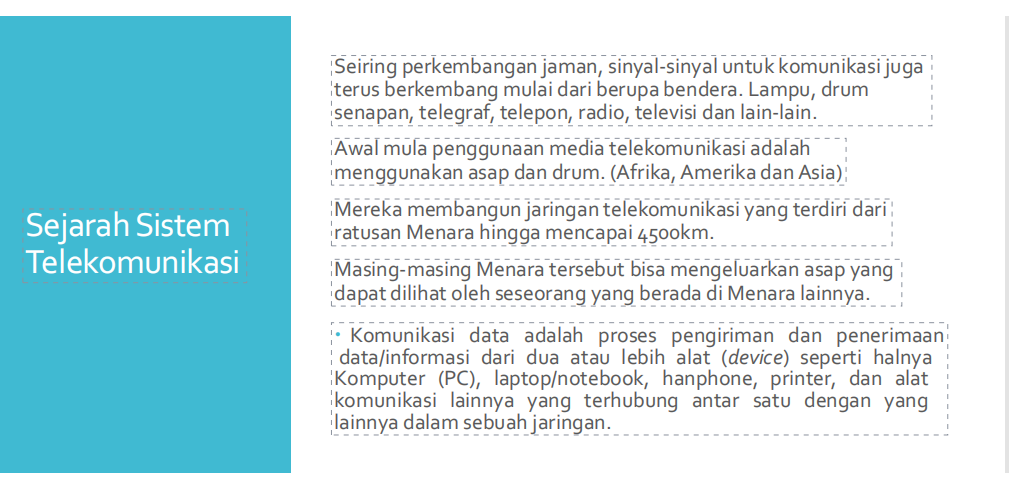 Sejarah Sistem
Telekomunikasi
Seiring perkembangan jaman, sinyal-sinyal untuk komunikasi juga
terus berkembang mulai dari berupa bendera. Lampu, drum
senapan, telegraf, telepon, radio, televisi dan lain-lain.
Awal mula penggunaan media telekomunikasi adalah
menggunakan asap dan drum. (Afrika, Amerika dan Asia)
Mereka membangun jaringan telekomunikasi yang terdiri dari
ratusan Menara hingga mencapai 4500km.
Masing-masing Menara tersebut bisa mengeluarkan asap yang
dapat dilihat oleh seseorang yang berada di Menara lainnya.
• Komunikasi data adalah proses pengiriman dan penerimaan
data/informasi dari dua atau lebih alat (device) seperti halnya
Komputer (PC), laptop/notebook, hanphone, printer, dan alat
komunikasi lainnya yang terhubung antar satu dengan yang
lainnya dalam sebuah jaringan.